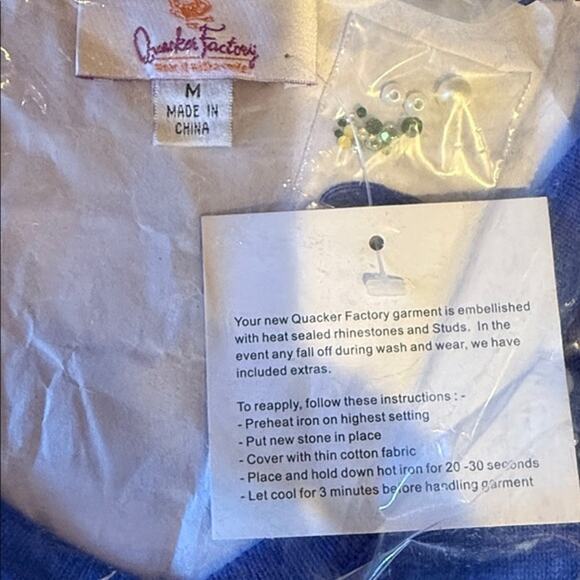 Quacker Factory
M
MADE IN
CHINA
Your new Quacker Factory garment is embellished
with heat sealed rhinestones and Studs. In the
event any fall off during wash and wear, we have
included extras.
To reapply, follow these instructions : -
- Preheat iron on highest setting
- Put new stone in place
- Cover with thin cotton fabric
- Place and hold down hot iron for 20 -30 seconds
- Let cool for 3 minutes before handling garment